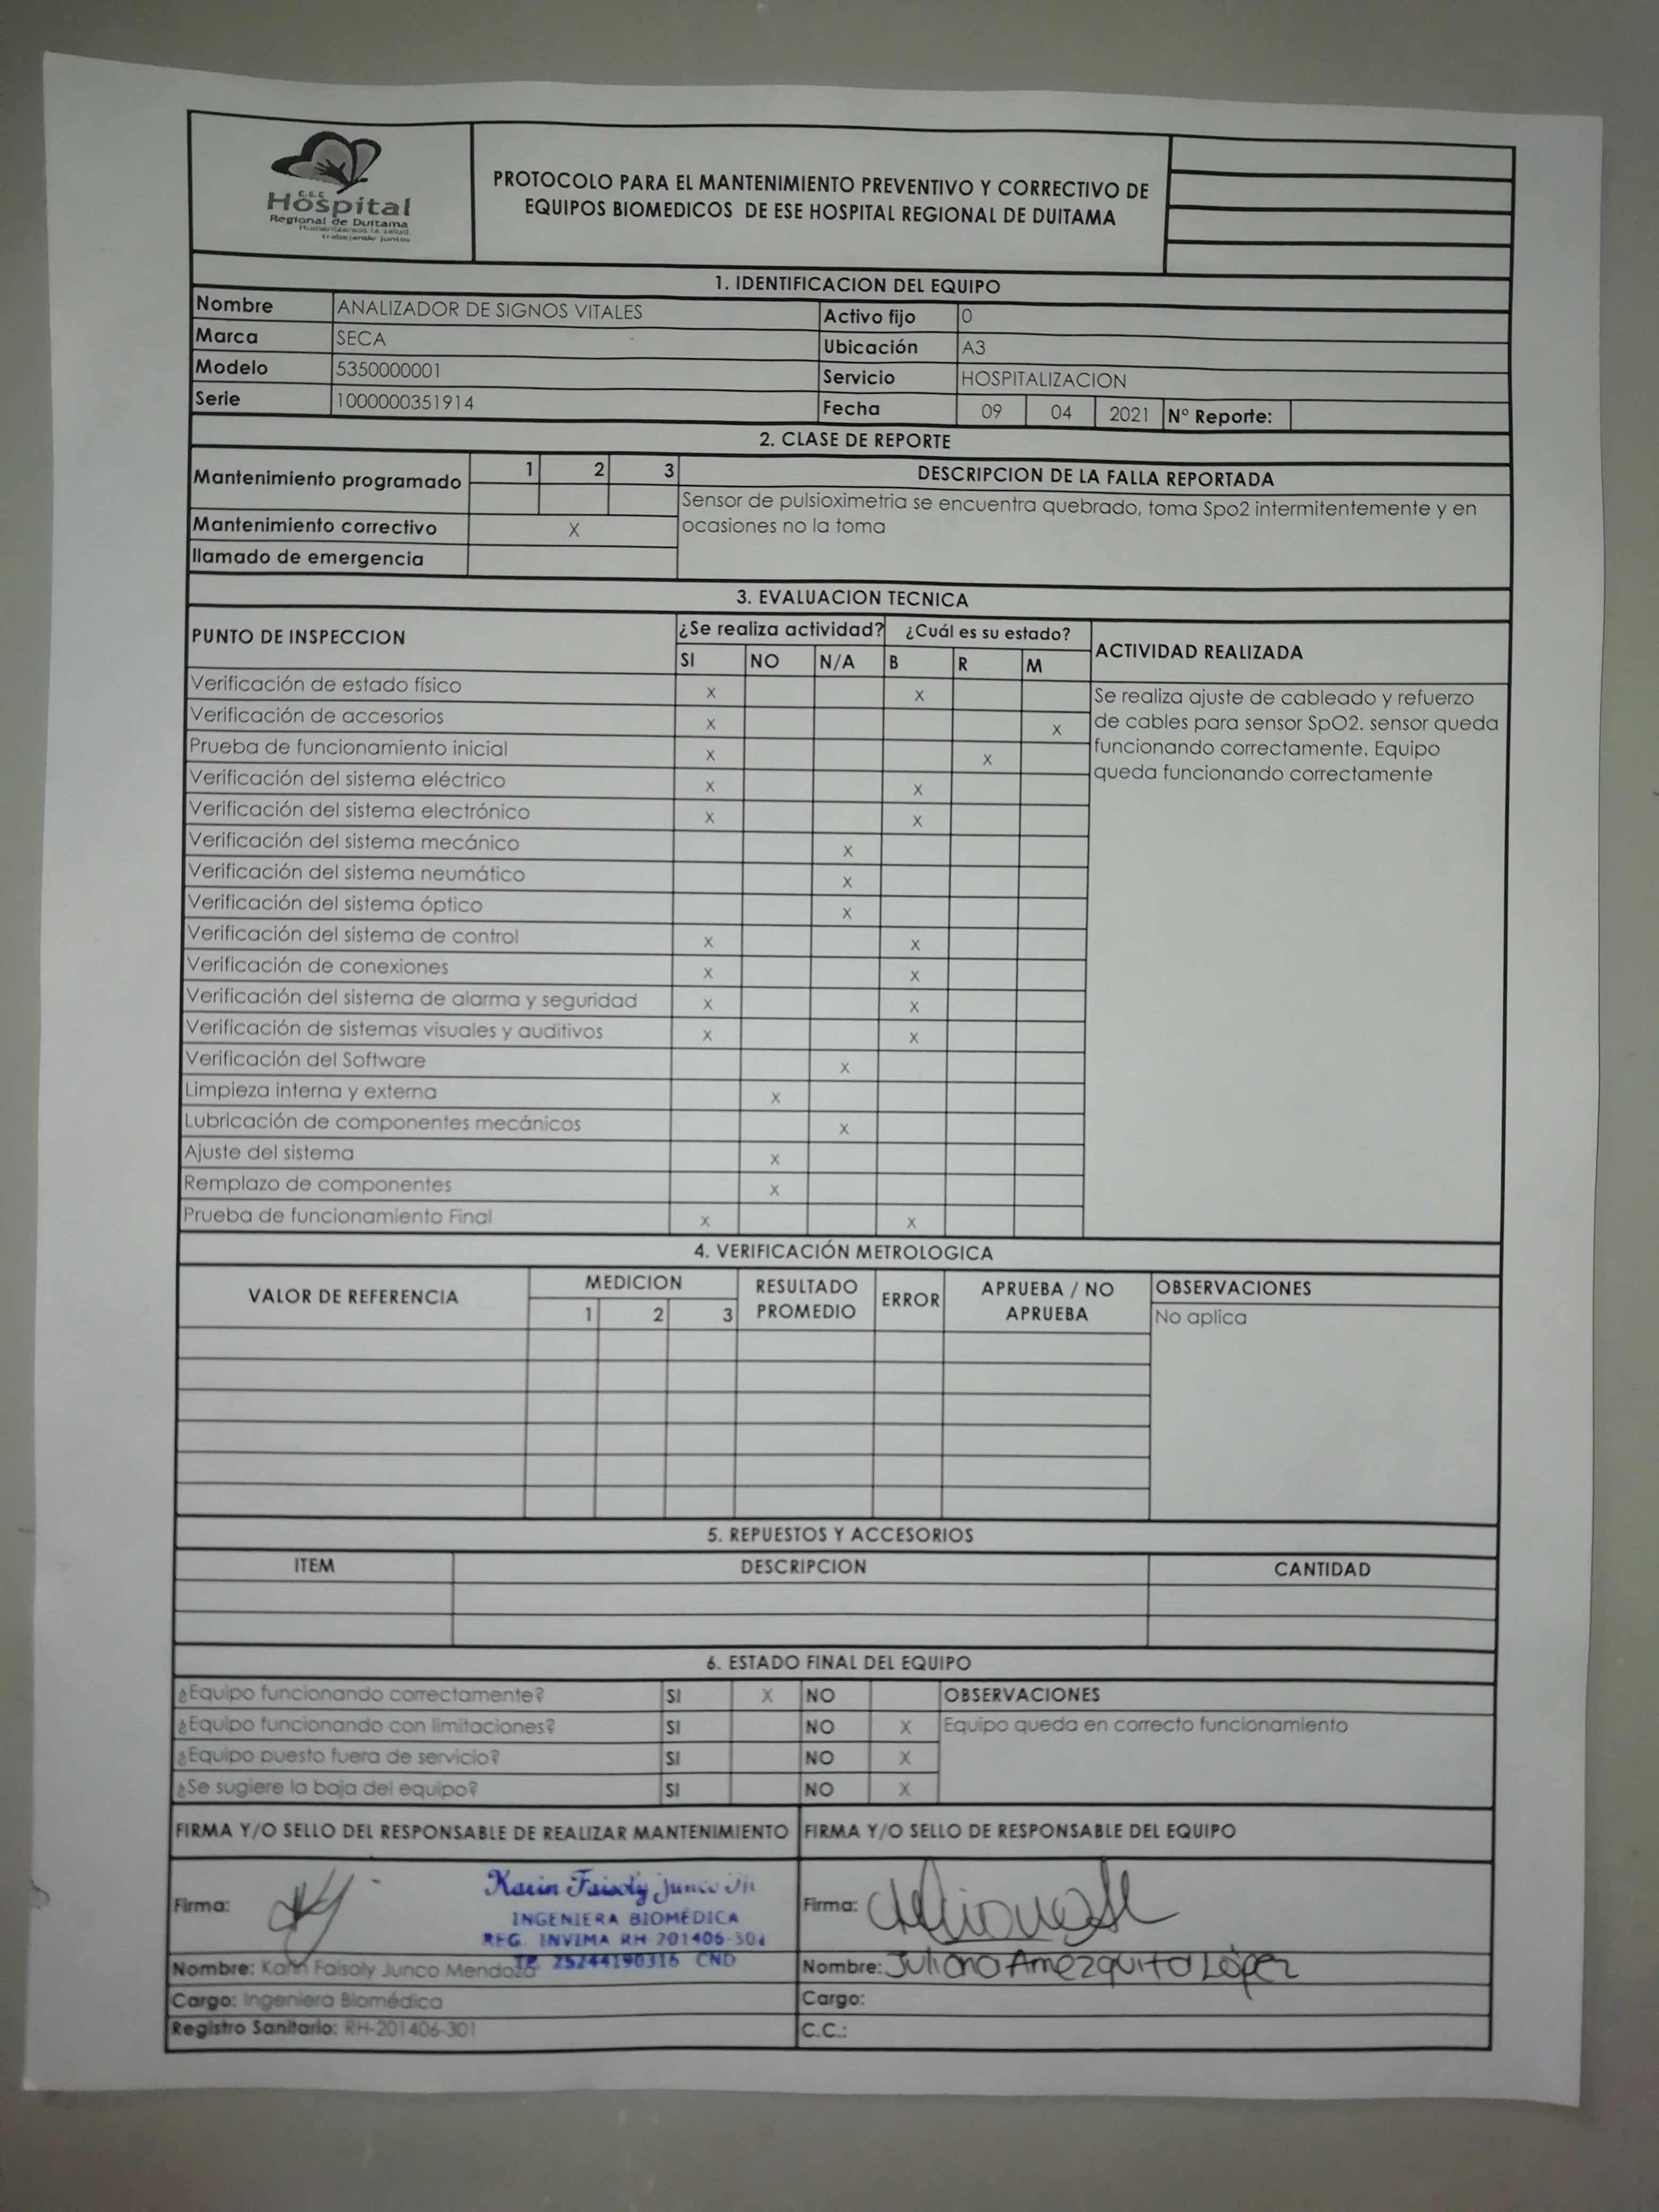 E.S.E
Hospital
Regional de Duitama
Humanizamos la salud,
trabajando juntos
PROTOCOLO PARA EL MANTENIMIENTO PREVENTIVO Y CORRECTIVO DE
EQUIPOS BIOMEDICOS DE ESE HOSPITAL REGIONAL DE DUITAMA
1. IDENTIFICACION DEL EQUIPO
Nombre ANALIZADOR DE SIGNOS VITALES Activo fijo 0
Marca SECA Ubicación A3
Modelo 5350000001 Servicio HOSPITALIZACION
Serie 1000000351914 Fecha 09 04 2021 Nº Reporte:
2. CLASE DE REPORTE
Mantenimiento programado 1 2 3 DESCRIPCION DE LA FALLA REPORTADA
Sensor de pulsioximetria se encuentra quebrado, toma Spo2 intermitentemente y en
Mantenimiento correctivo X ocasiones no la toma
llamado de emergencia
3. EVALUACION TECNICA
PUNTO DE INSPECCION ¿Se realiza actividad? ¿Cuál es su estado? ACTIVIDAD REALIZADA
SI NO N/A B R M
Verificación de estado físico X X Se realiza ajuste de cableado y refuerzo
Verificación de accesorios X X de cables para sensor SpO2. sensor queda
Prueba de funcionamiento inicial X X funcionando correctamente. Equipo
Verificación del sistema eléctrico X X queda funcionando correctamente
Verificación del sistema electrónico X X
Verificación del sistema mecánico X
Verificación del sistema neumático X
Verificación del sistema óptico X
Verificación del sistema de control X X
Verificación de conexiones X X
Verificación del sistema de alarma y seguridad X X
Verificación de sistemas visuales y auditivos X X
Verificación del Software X
Limpieza interna y externa X
Lubricación de componentes mecánicos X
Ajuste del sistema X
Remplazo de componentes X
Prueba de funcionamiento Final X X
4. VERIFICACIÓN METROLOGICA
VALOR DE REFERENCIA MEDICION RESULTADO PROMEDIO ERROR APRUEBA / NO APRUEBA OBSERVACIONES
1 2 3 No aplica
5. REPUESTOS Y ACCESORIOS
ITEM DESCRIPCION CANTIDAD
6. ESTADO FINAL DEL EQUIPO
¿Equipo funcionando correctamente? SI X NO OBSERVACIONES
¿Equipo funcionando con limitaciones? SI NO X Equipo queda en correcto funcionamiento
¿Equipo puesto fuera de servicio? SI NO X
¿Se sugiere la baja del equipo? SI NO X
FIRMA Y/O SELLO DEL RESPONSABLE DE REALIZAR MANTENIMIENTO FIRMA Y/O SELLO DE RESPONSABLE DEL EQUIPO
Karin Faisoly Junco
Firma: INGENIERA BIOMÉDICA Firma:
REG. INVIMA RH-201406-301
TP. 25244190316 CND
Nombre: Karin Faisoly Junco Mendoza Nombre: Juliana Amezquita López
Cargo: Ingeniera Biomédica Cargo:
Registro Sanitario: RH-201406-301 C.C.: